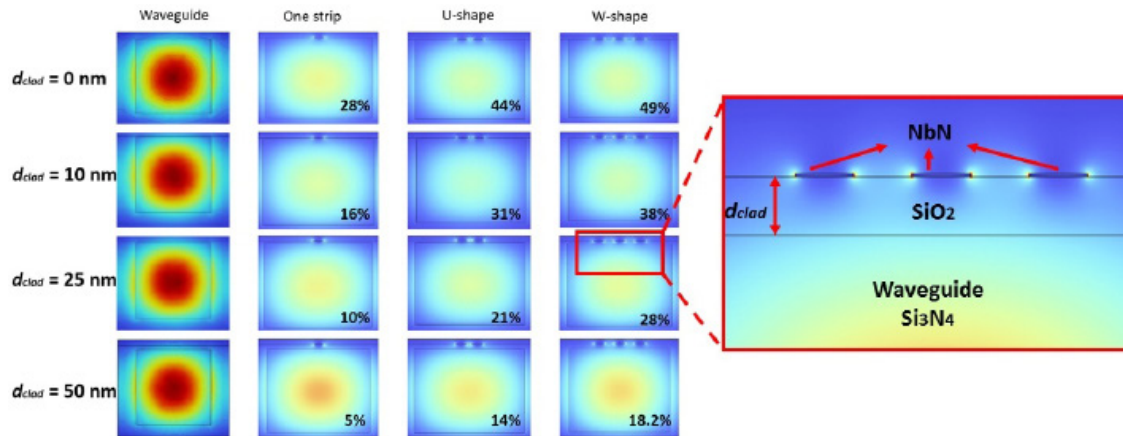 Waveguide One strip U-shape W-shape
dclad = 0 nm 28% 44% 49%
dclad = 10 nm 16% 31% 38%
dclad = 25 nm 10% 21% 28%
dclad = 50 nm 5% 14% 18.2%
NbN
dclad SiO2
Waveguide
Si3N4